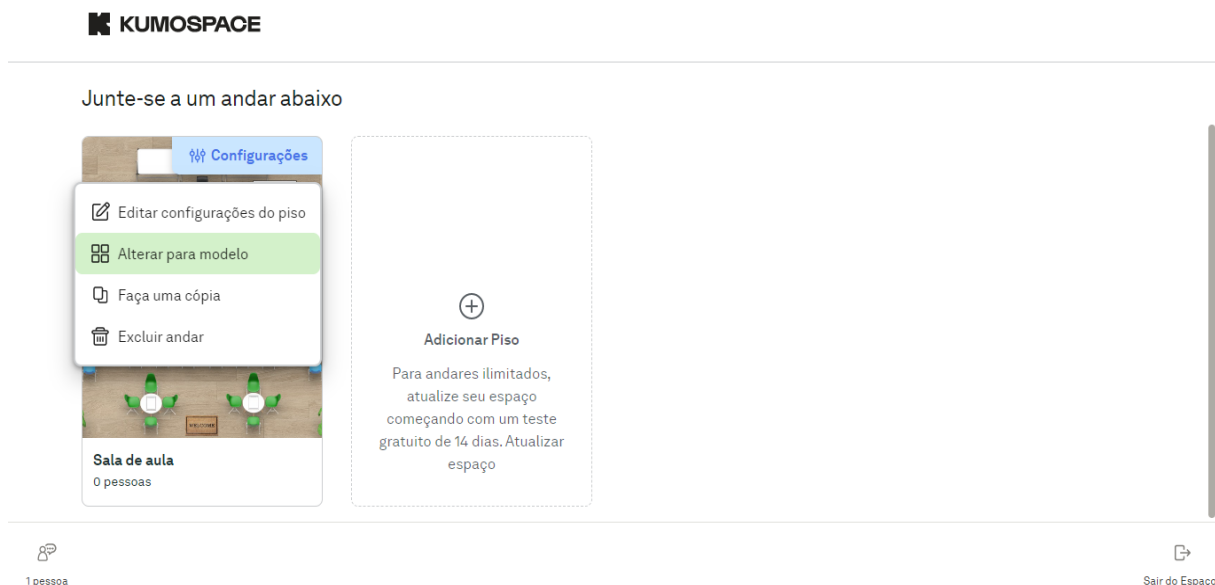 KUMOSPACE
Junte-se a um andar abaixo
Configurações
Editar configurações do piso
Alterar para modelo
Faça uma cópia
Excluir andar
WELCOME
Sala de aula
0 pessoas
Adicionar Piso
Para andares ilimitados,
atualize seu espaço
começando com um teste
gratuito de 14 dias. Atualizar
espaço
1 pessoa
Sair do Espaço